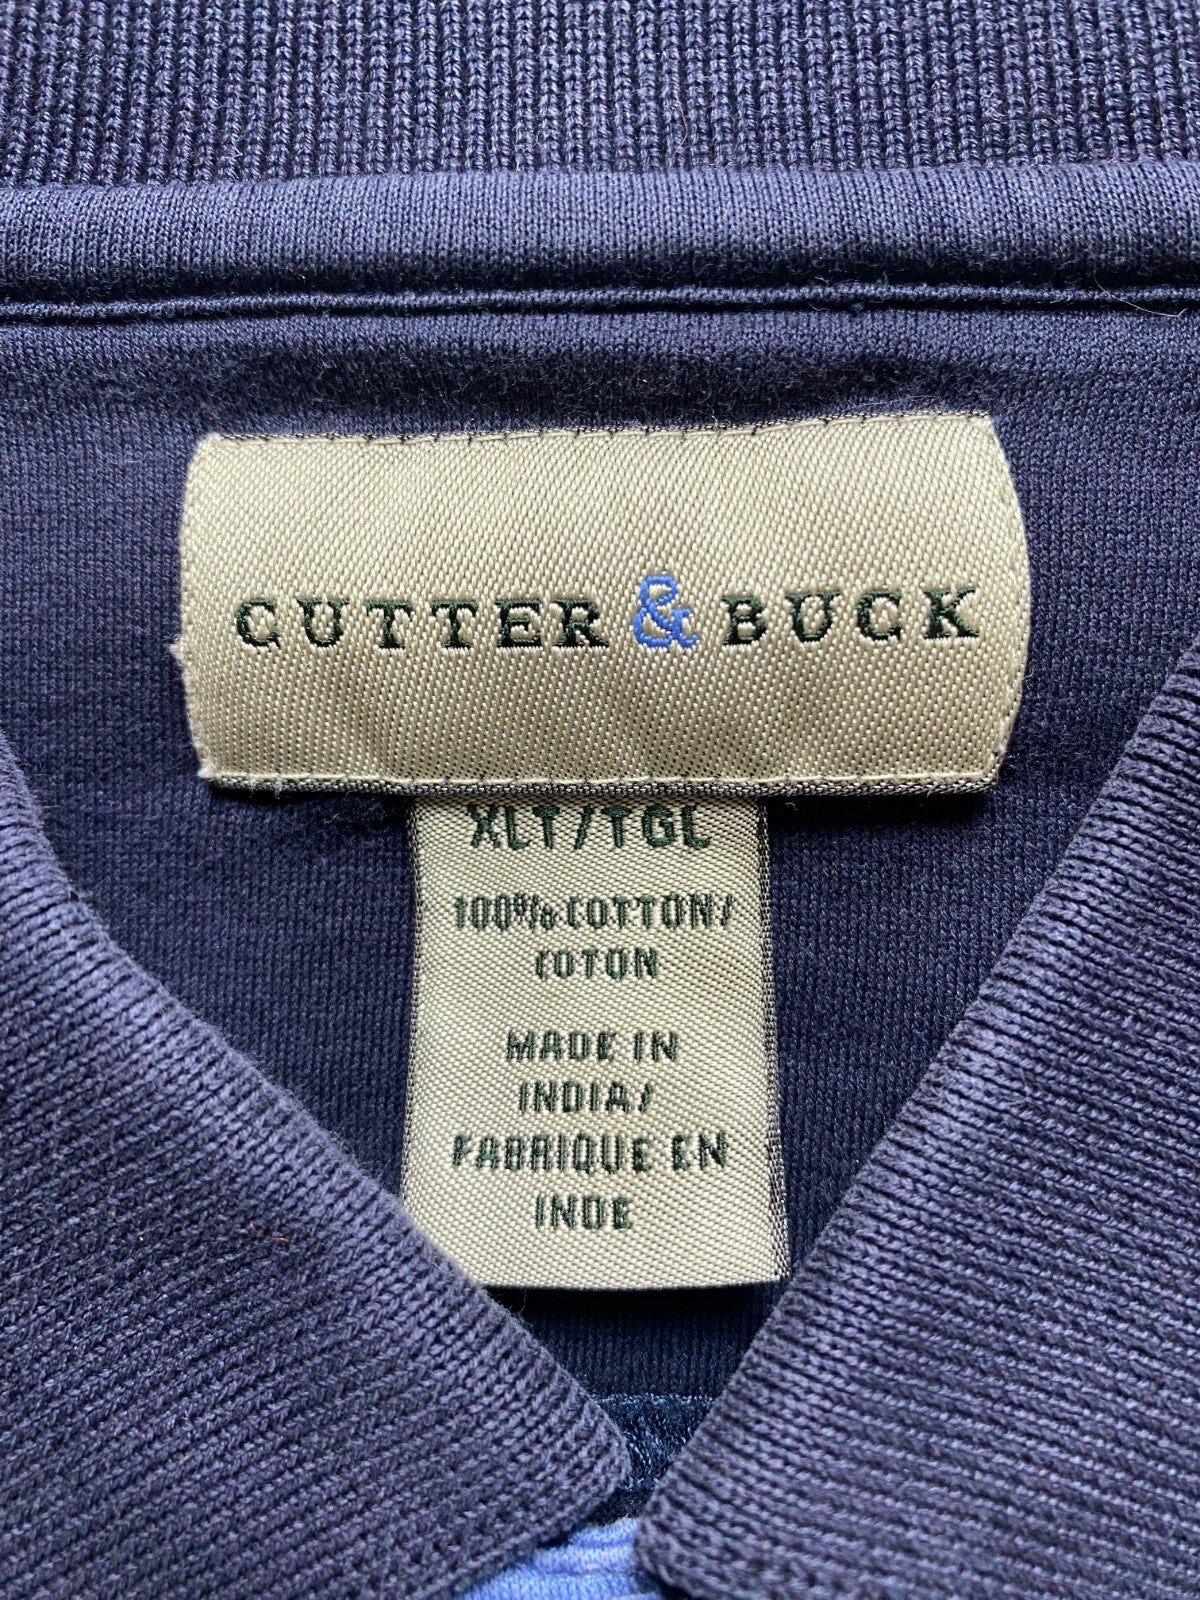 CUTTER & BUCK
XLT/TGL
100% COTTON/
COTON
MADE IN
INDIA/
FABRIQUE EN
INDE